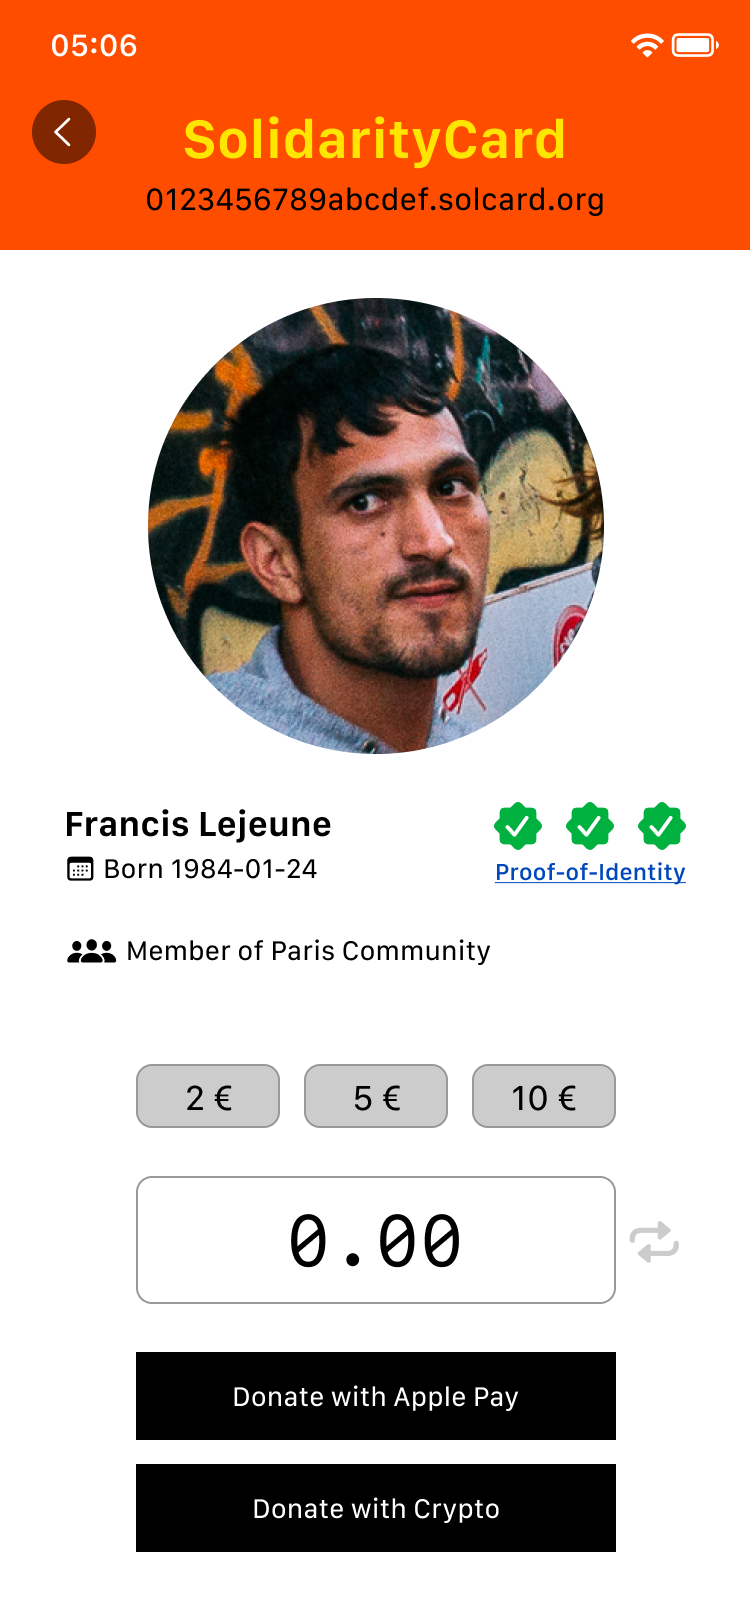 05:06
SolidarityCard
0123456789abcdef.solcard.org
Francis Lejeune
Born 1984-01-24
Proof-of-Identity
Member of Paris Community
2 €
5 €
10 €
0.00
Donate with Apple Pay
Donate with Crypto